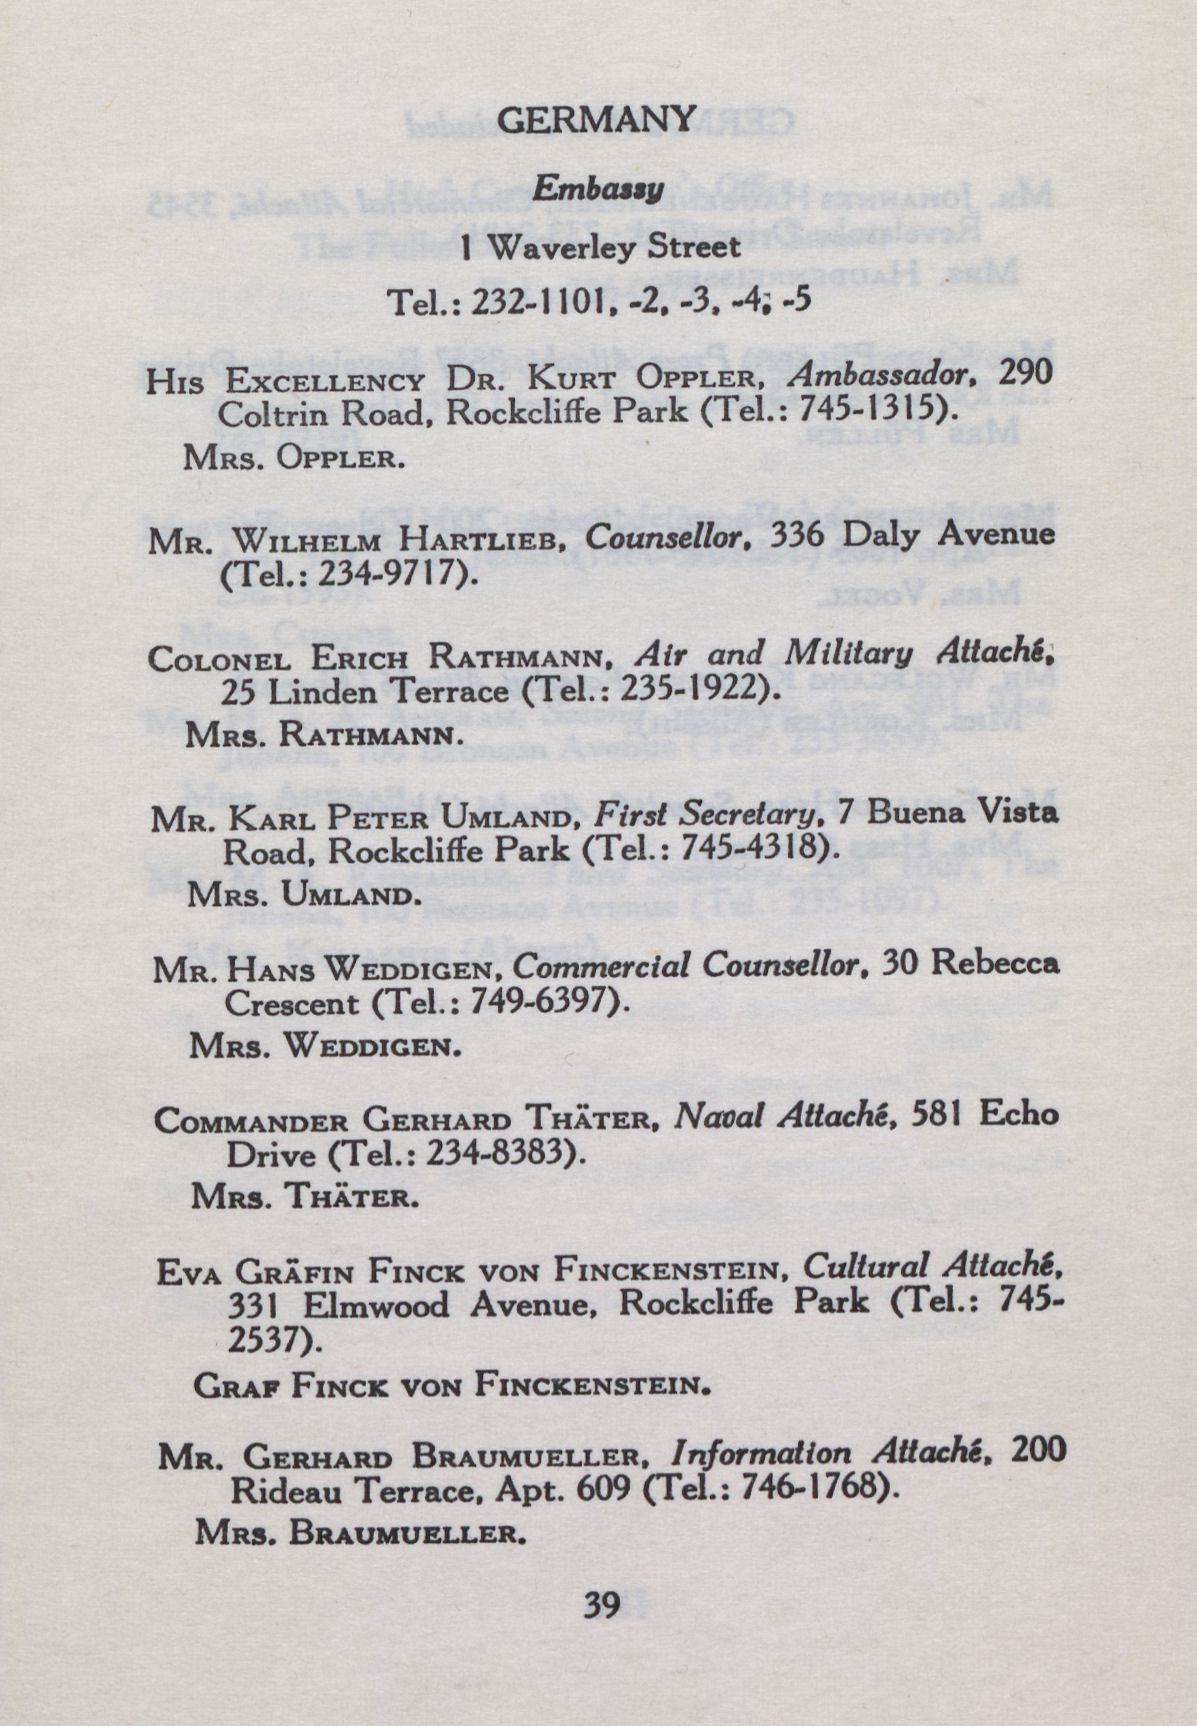 GERMANY
Embassy
1 Waverley Street
Tel.: 232-1101, -2, -3, -4; -5
HIS EXCELLENCY DR. KURT OPPLER, Ambassador, 290
Coltrin Road, Rockcliffe Park (Tel.: 745-1315).
MRS. OPPLER.
MR. WILHELM HARTLIEB, Counsellor, 336 Daly Avenue
(Tel.: 234-9717).
COLONEL ERICH RATHMANN, Air and Military Attaché,
25 Linden Terrace (Tel.: 235-1922).
MRS. RATHMANN.
MR. KARL PETER UMLAND, First Secretary, 7 Buena Vista
Road, Rockcliffe Park (Tel.: 745-4318).
MRS. UMLAND.
MR. HANS WEDDIGEN, Commercial Counsellor, 30 Rebecca
Crescent (Tel.: 749-6397).
MRS. WEDDIGEN.
COMMANDER GERHARD THÄTER, Naval Attaché, 581 Echo
Drive (Tel.: 234-8383).
MRS. THÄTER.
EVA GRÄFIN FINCK VON FINCKENSTEIN, Cultural Attaché,
331 Elmwood Avenue, Rockcliffe Park (Tel.: 745-
2537).
GRAF FINCK VON FINCKENSTEIN.
MR. GERHARD BRAUMUELLER, Information Attaché, 200
Rideau Terrace, Apt. 609 (Tel.: 746-1768).
MRS. BRAUMUELLER.
39